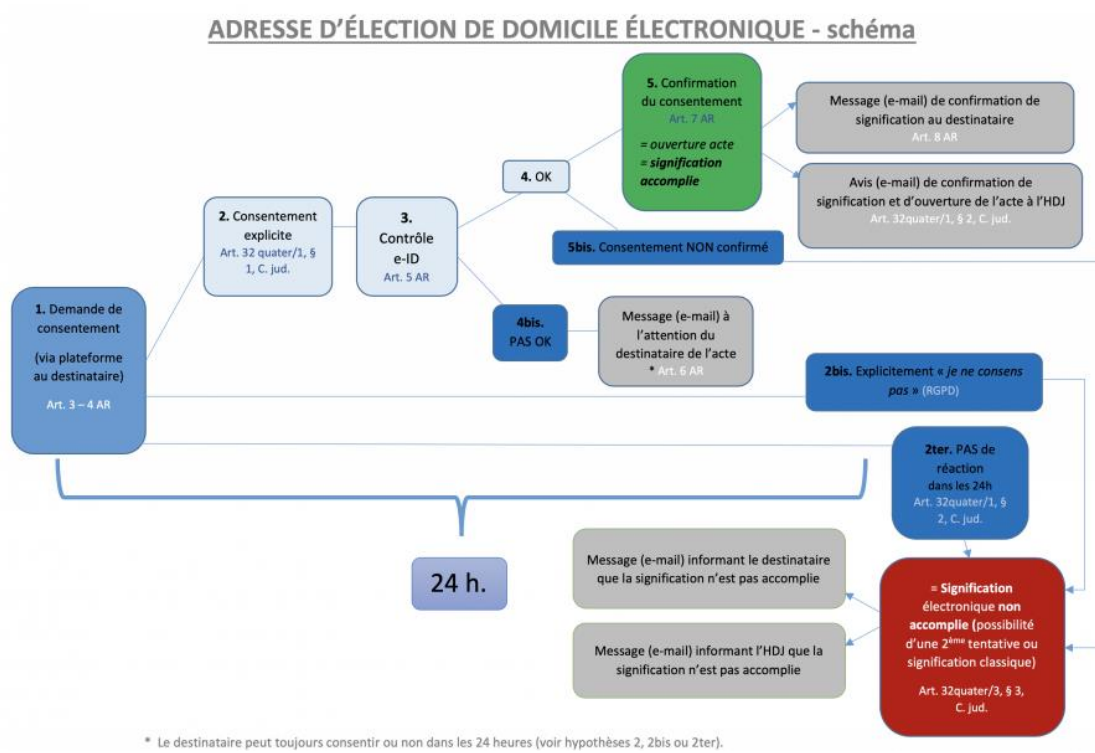 ADRESSE D’ÉLECTION DE DOMICILE ÉLECTRONIQUE - schéma
1. Demande de
consentement
(via plateforme
au destinataire)
Art. 3 – 4 AR
2. Consentement
explicite
Art. 32 quater/1, §
1, C. jud.
3.
Contrôle
e-ID
Art. 5 AR
4. OK
4bis.
PAS OK
5. Confirmation
du consentement
Art. 7 AR
= ouverture acte
= signification
accomplie
Message (e-mail) de confirmation de
signification au destinataire
Art. 8 AR
Avis (e-mail) de confirmation de
signification et d’ouverture de l’acte à l’HDJ
Art. 32quater/1, § 2, C. jud.
5bis. Consentement NON confirmé
Message (e-mail) à
l’attention du
destinataire de l’acte
* Art. 6 AR
2bis. Explicitement « je ne consens
pas » (RGPD)
2ter. PAS de
réaction
dans les 24h
Art. 32quater/1, §
2, C. jud.
24 h.
Message (e-mail) informant le destinataire
que la signification n’est pas accomplie
Message (e-mail) informant l’HDJ que la
signification n’est pas accomplie
= Signification
électronique non
accomplie (possibilité
d’une 2ème tentative ou
signification classique)
Art. 32quater/3, § 3,
C. jud.
* Le destinataire peut toujours consentir ou non dans les 24 heures (voir hypothèses 2, 2bis ou 2ter).